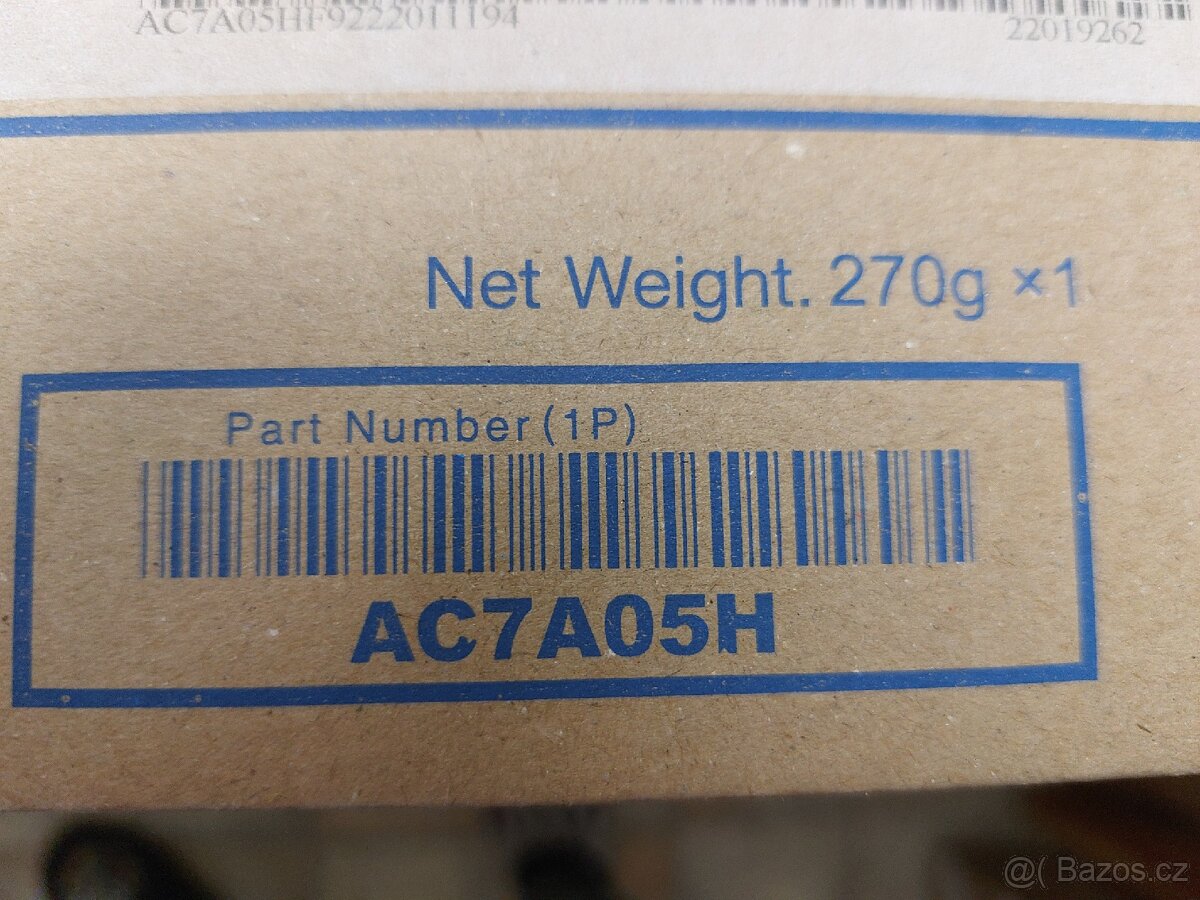 AC7A05HF9222011194 22019262
Net Weight. 270g ×1
Part Number(1P)
AC7A05H
@( Bazos.cz